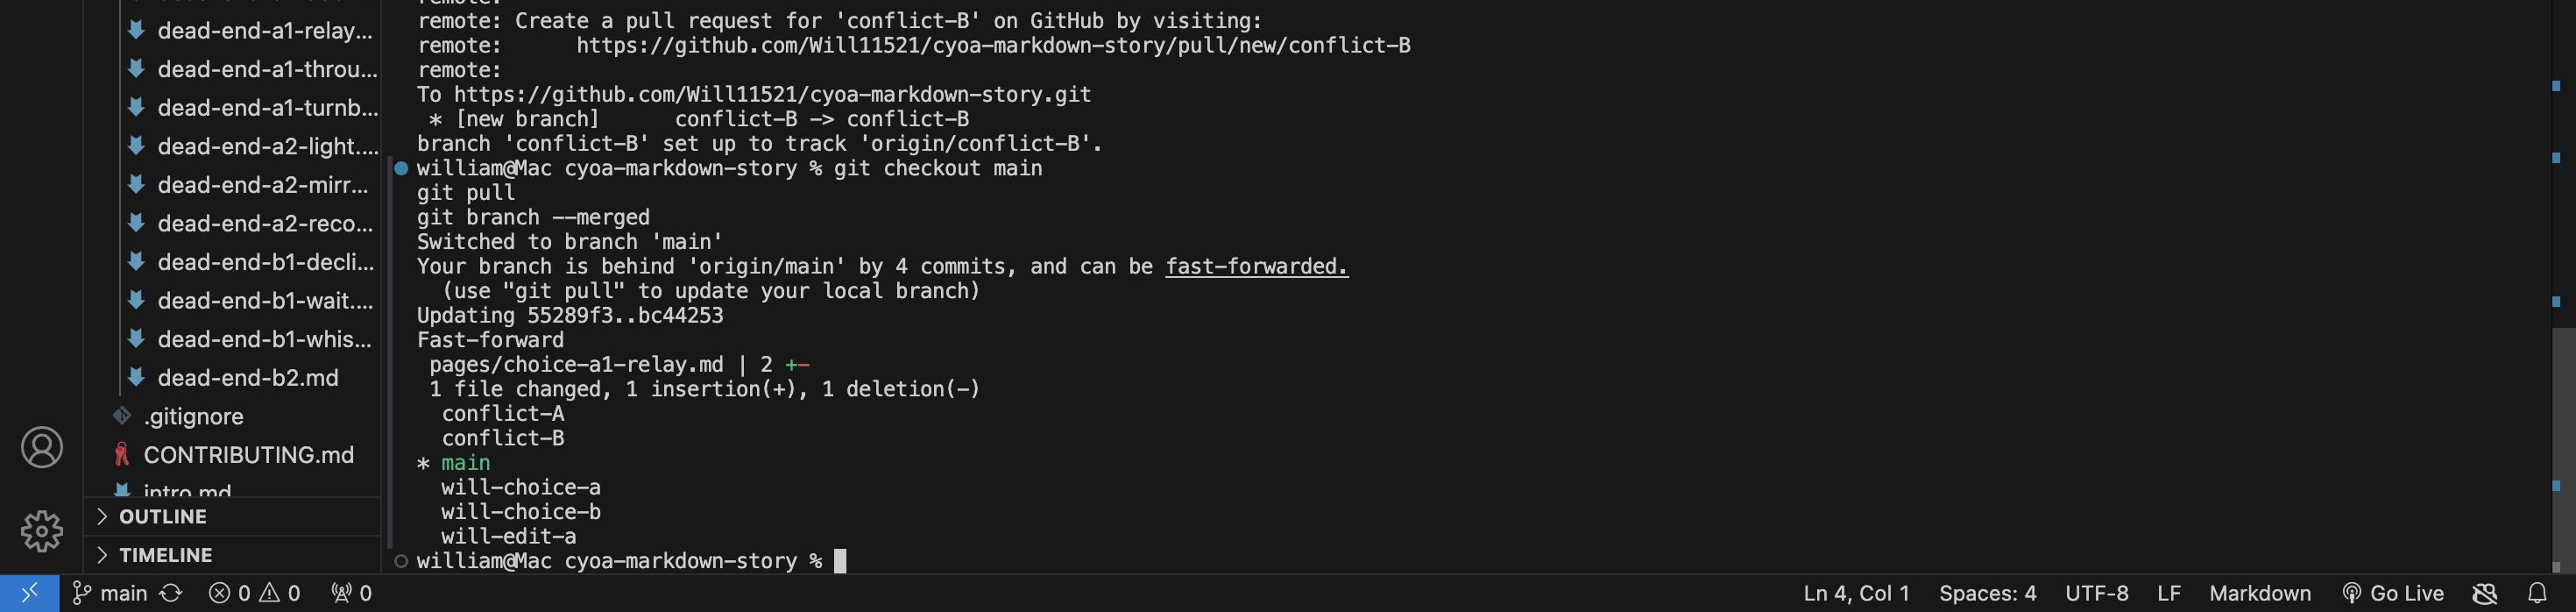 dead-end-a1-relay...
dead-end-a1-throu...
dead-end-a1-turnb...
dead-end-a2-light....
dead-end-a2-mirr...
dead-end-a2-reco...
dead-end-b1-decli...
dead-end-b1-wait....
dead-end-b1-whis...
dead-end-b2.md
.gitignore
CONTRIBUTING.md
intro.md
OUTLINE
TIMELINE
remote:
remote: Create a pull request for 'conflict-B' on GitHub by visiting:
remote:      https://github.com/Will11521/cyoa-markdown-story/pull/new/conflict-B
remote:
To https://github.com/Will11521/cyoa-markdown-story.git
 * [new branch]      conflict-B -> conflict-B
branch 'conflict-B' set up to track 'origin/conflict-B'.
william@Mac cyoa-markdown-story % git checkout main
git pull
git branch --merged
Switched to branch 'main'
Your branch is behind 'origin/main' by 4 commits, and can be fast-forwarded.
  (use "git pull" to update your local branch)
Updating 55289f3..bc44253
Fast-forward
 pages/choice-a1-relay.md | 2 +-
 1 file changed, 1 insertion(+), 1 deletion(-)
  conflict-A
  conflict-B
* main
  will-choice-a
  will-choice-b
  will-edit-a
william@Mac cyoa-markdown-story %
main 0 0 0 Ln 4, Col 1 Spaces: 4 UTF-8 LF Markdown Go Live